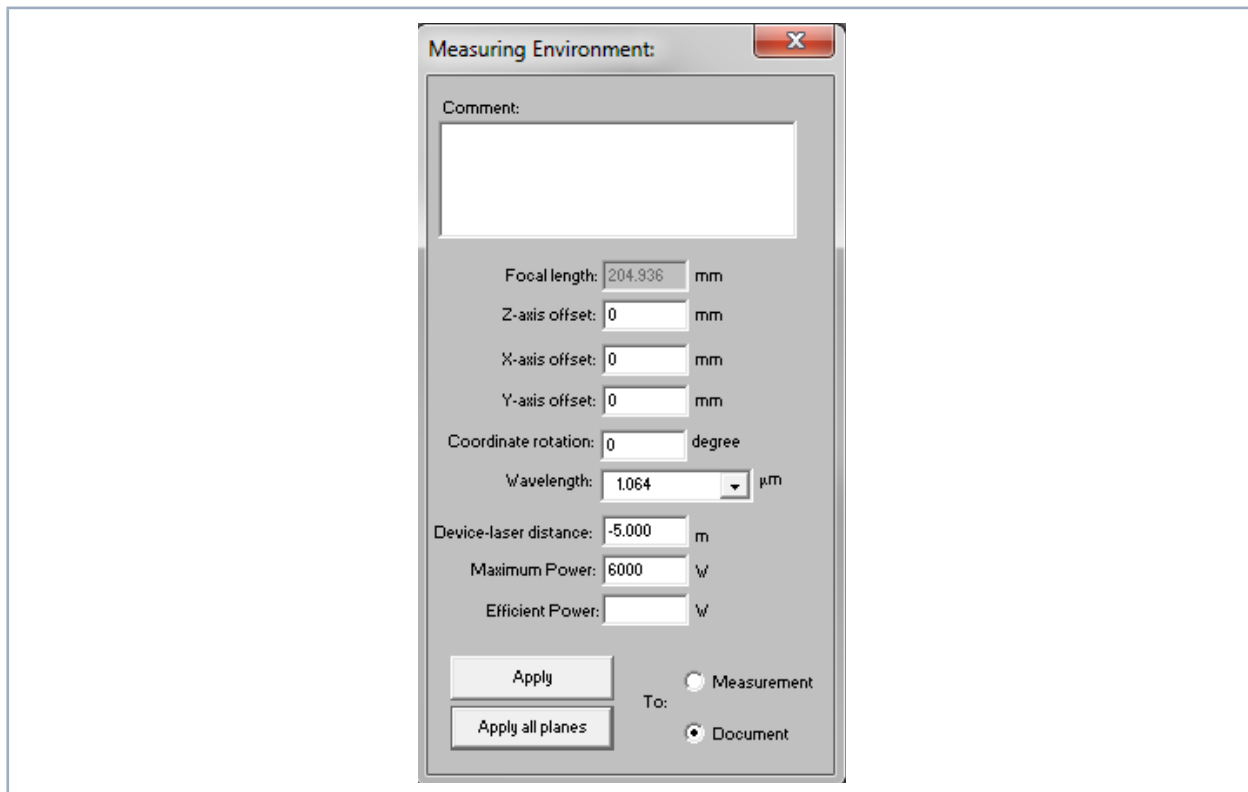 Measuring Environment:
Comment:
Focal length: 204.936 mm
Z-axis offset: 0 mm
X-axis offset: 0 mm
Y-axis offset: 0 mm
Coordinate rotation: 0 degree
Wavelength: 1.064 µm
Device-laser distance: -5.000 m
Maximum Power: 6000 W
Efficient Power: W
Apply
To:
Measurement
Apply all planes
Document